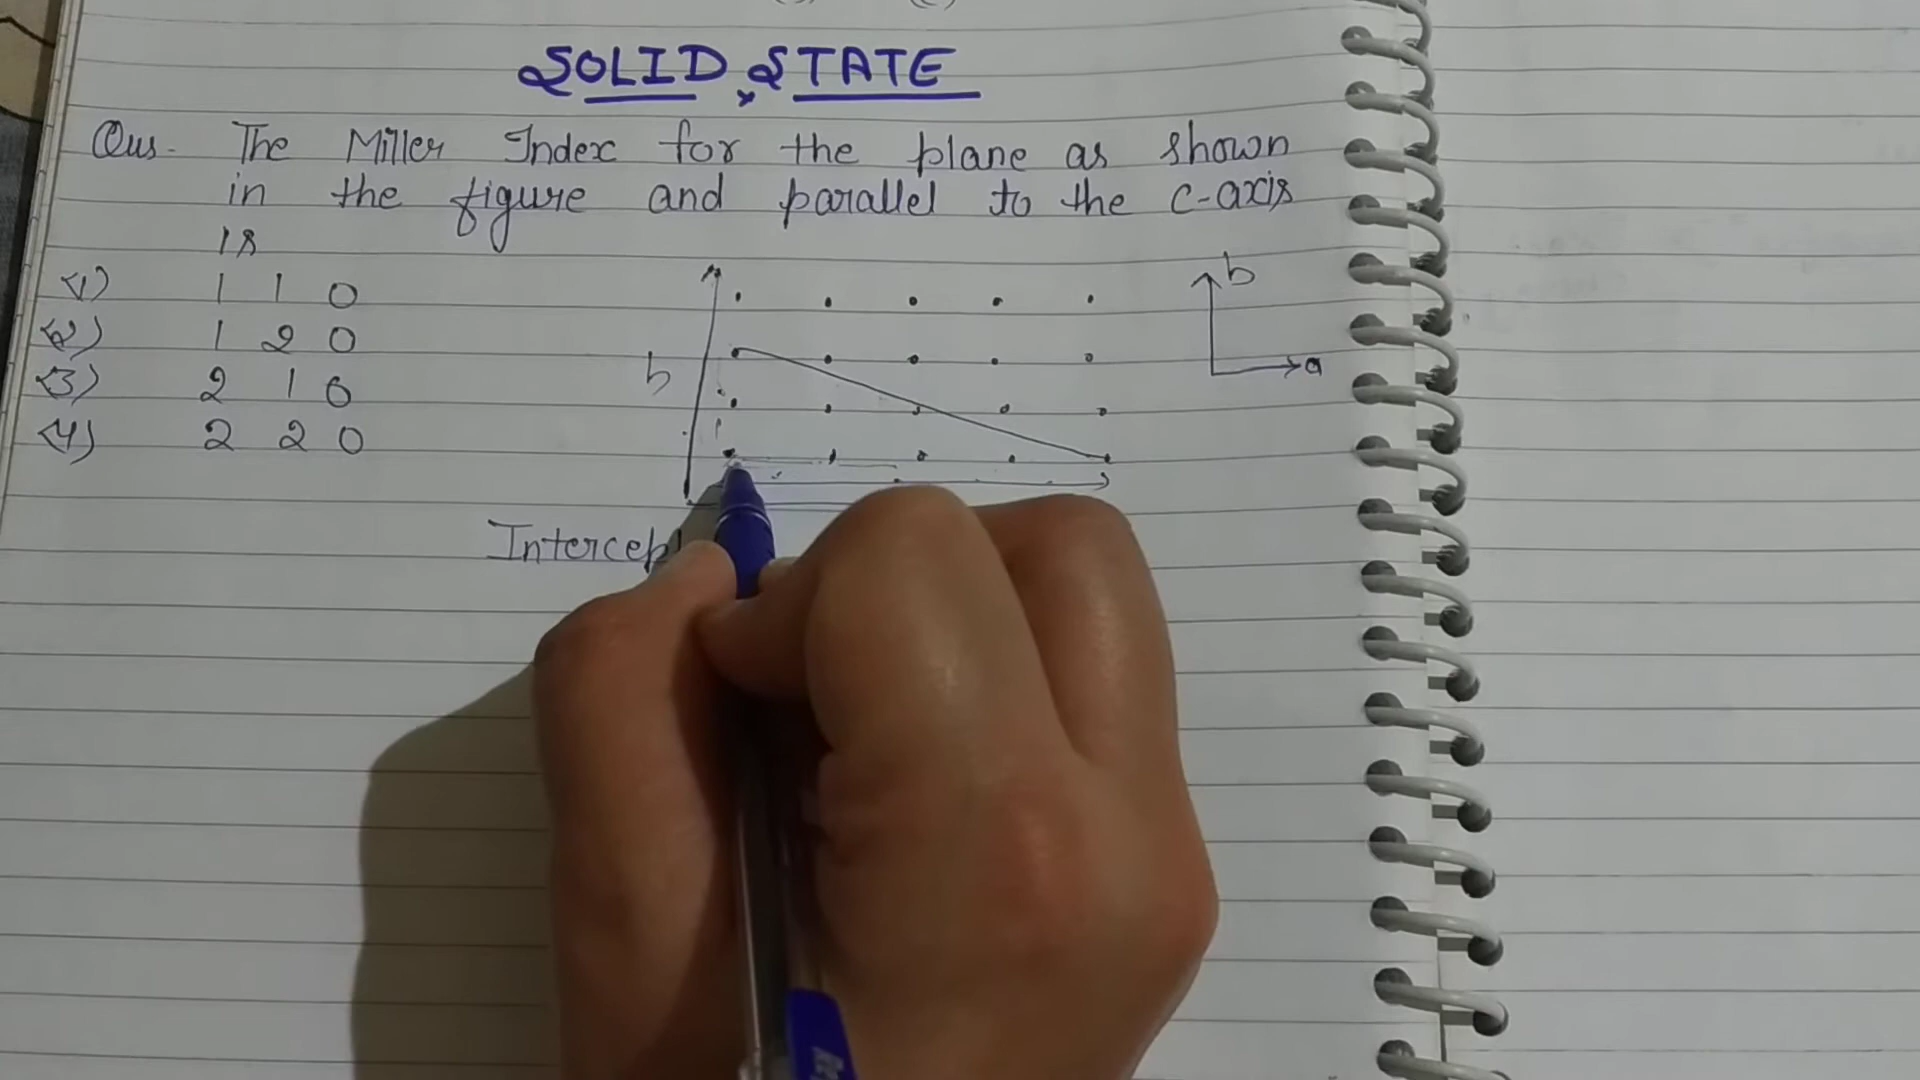 SOLID STATE
Qus- The Miller Index for the plane as shown
in the figure and parallel to the c-axis
is
(1) 1 1 0
(2) 1 2 0
(3) 2 1 0
(4) 2 2 0
b
b
a